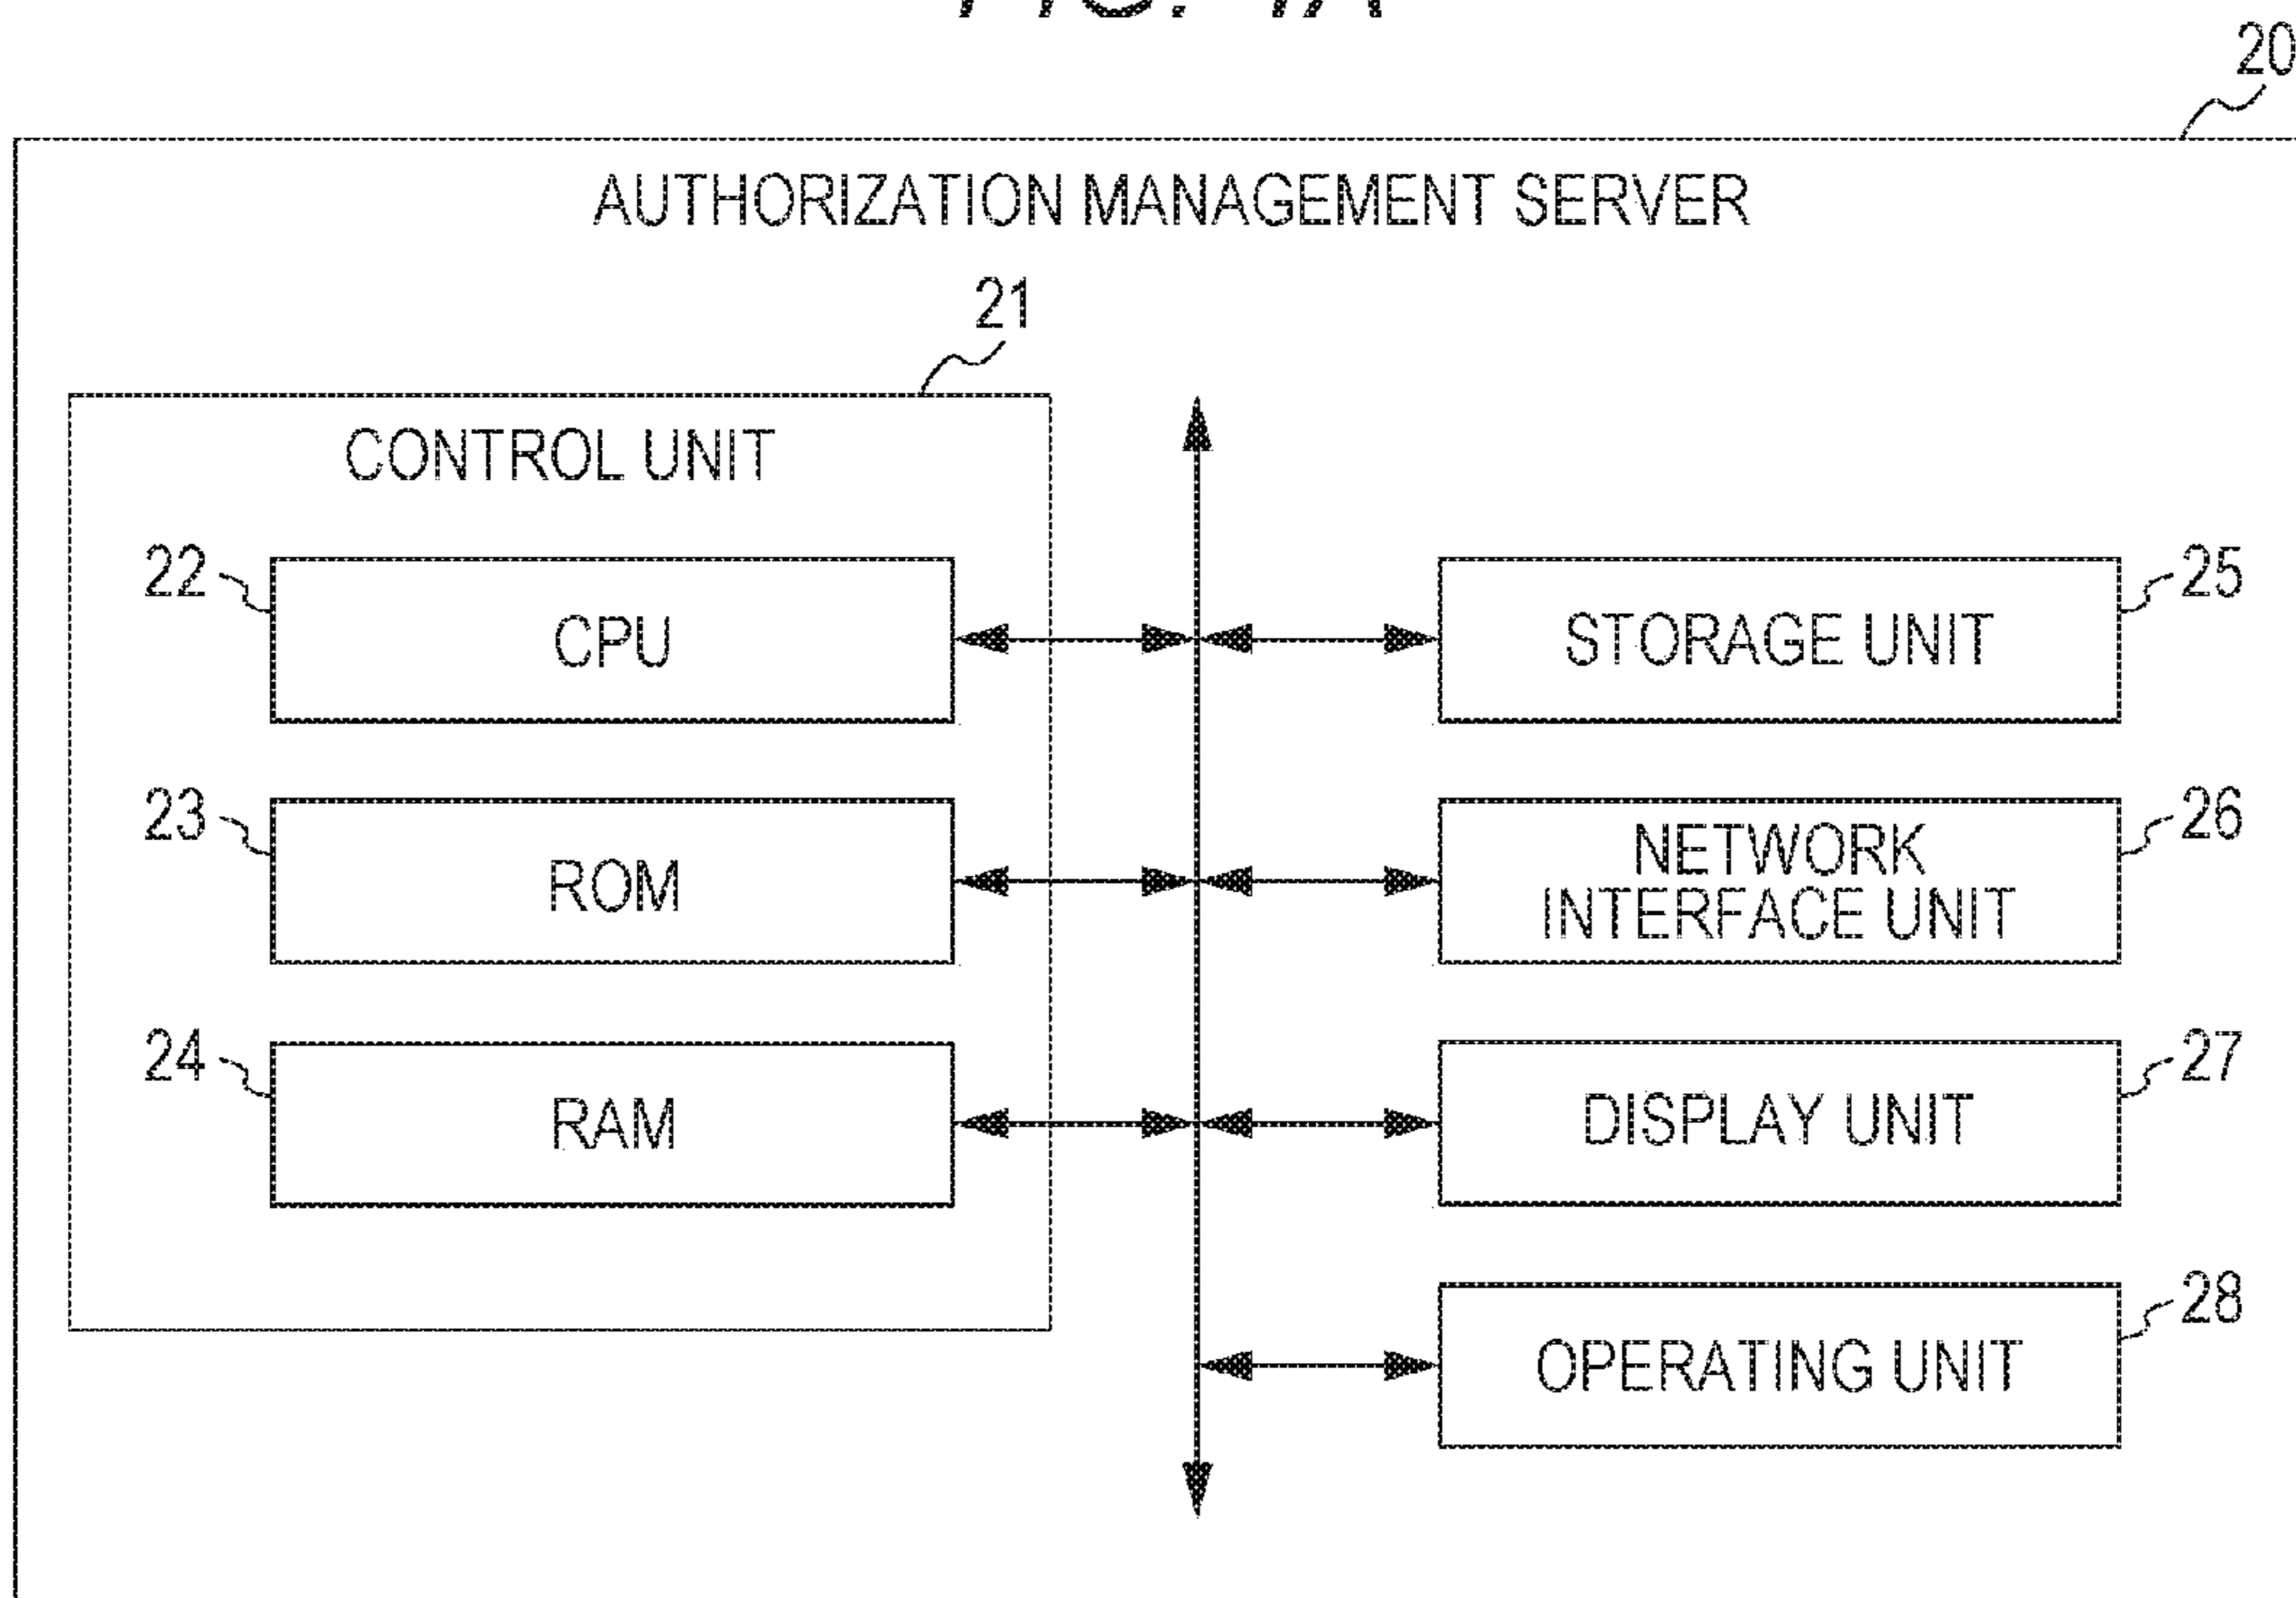 20
AUTHORIZATION MANAGEMENT SERVER
21
CONTROL UNIT
22
CPU
25
STORAGE UNIT
23
ROM
26
NETWORK
INTERFACE UNIT
24
RAM
27
DISPLAY UNIT
28
OPERATING UNIT